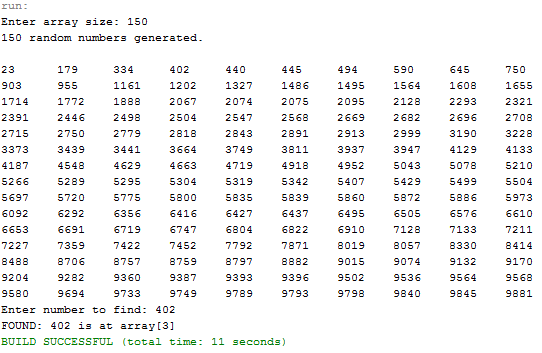 run:
Enter array size: 150
150 random numbers generated.
23 179 334 402 440 445 494 590 645 750
903 955 1161 1202 1327 1486 1495 1564 1608 1655
1714 1772 1888 2067 2074 2075 2095 2128 2293 2321
2391 2446 2498 2504 2547 2568 2669 2682 2696 2708
2715 2750 2779 2818 2843 2891 2913 2999 3190 3228
3373 3439 3441 3664 3749 3811 3937 3947 4129 4133
4187 4548 4629 4663 4719 4918 4952 5043 5078 5210
5266 5289 5295 5304 5319 5342 5407 5429 5499 5504
5697 5720 5775 5800 5835 5839 5860 5872 5886 5973
6092 6292 6356 6416 6427 6437 6495 6505 6576 6610
6653 6691 6719 6747 6804 6822 6910 7128 7133 7211
7227 7359 7422 7452 7792 7871 8019 8057 8330 8414
8488 8706 8757 8759 8797 8882 9015 9074 9132 9170
9204 9282 9360 9387 9393 9396 9502 9536 9564 9568
9580 9694 9733 9749 9789 9793 9798 9840 9845 9881
Enter number to find: 402
FOUND: 402 is at array[3]
BUILD SUCCESSFUL (total time: 11 seconds)